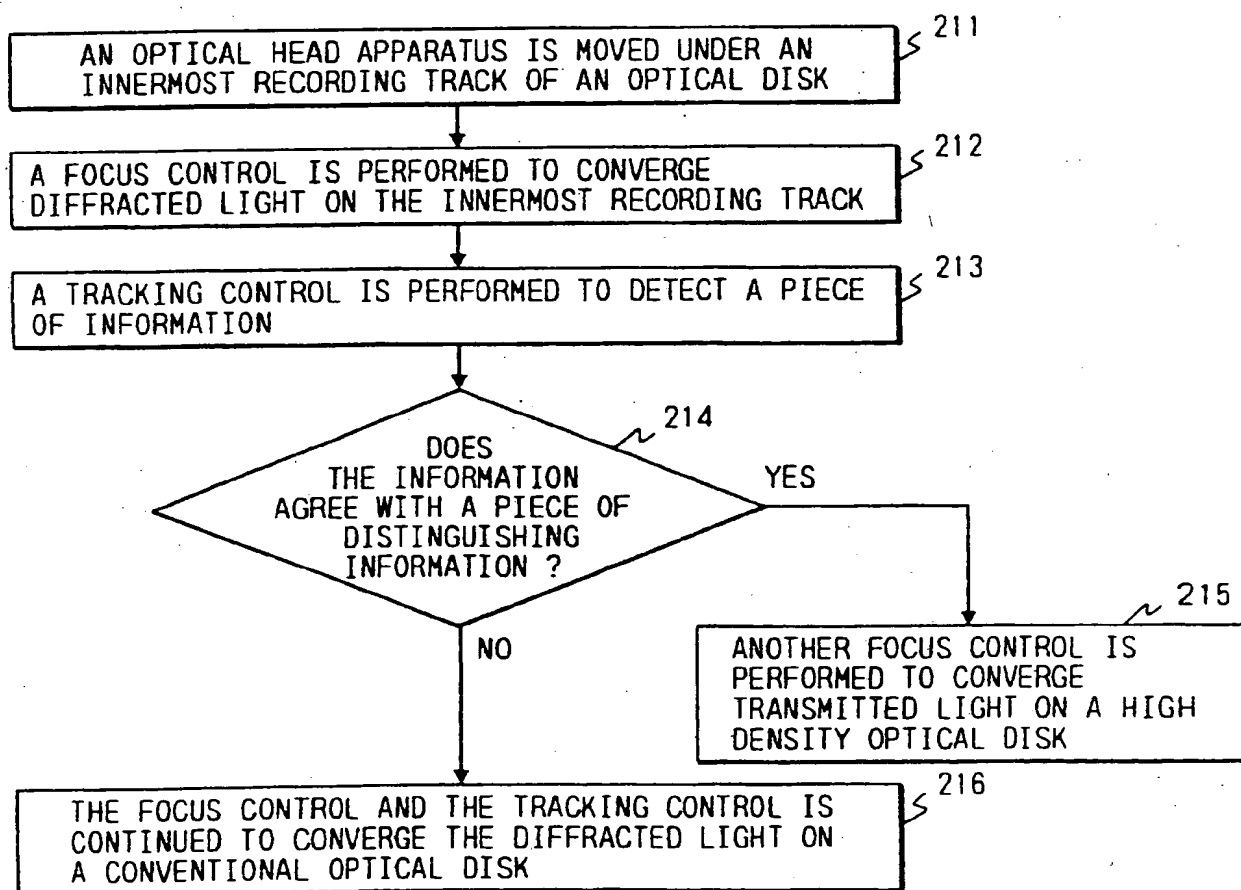 211
AN OPTICAL HEAD APPARATUS IS MOVED UNDER AN
INNERMOST RECORDING TRACK OF AN OPTICAL DISK
212
A FOCUS CONTROL IS PERFORMED TO CONVERGE
DIFFRACTED LIGHT ON THE INNERMOST RECORDING TRACK
213
A TRACKING CONTROL IS PERFORMED TO DETECT A PIECE
OF INFORMATION
214
DOES
THE INFORMATION
AGREE WITH A PIECE OF
DISTINGUISHING
INFORMATION ?
YES
NO
215
ANOTHER FOCUS CONTROL IS
PERFORMED TO CONVERGE
TRANSMITTED LIGHT ON A HIGH
DENSITY OPTICAL DISK
216
THE FOCUS CONTROL AND THE TRACKING CONTROL IS
CONTINUED TO CONVERGE THE DIFFRACTED LIGHT ON
A CONVENTIONAL OPTICAL DISK